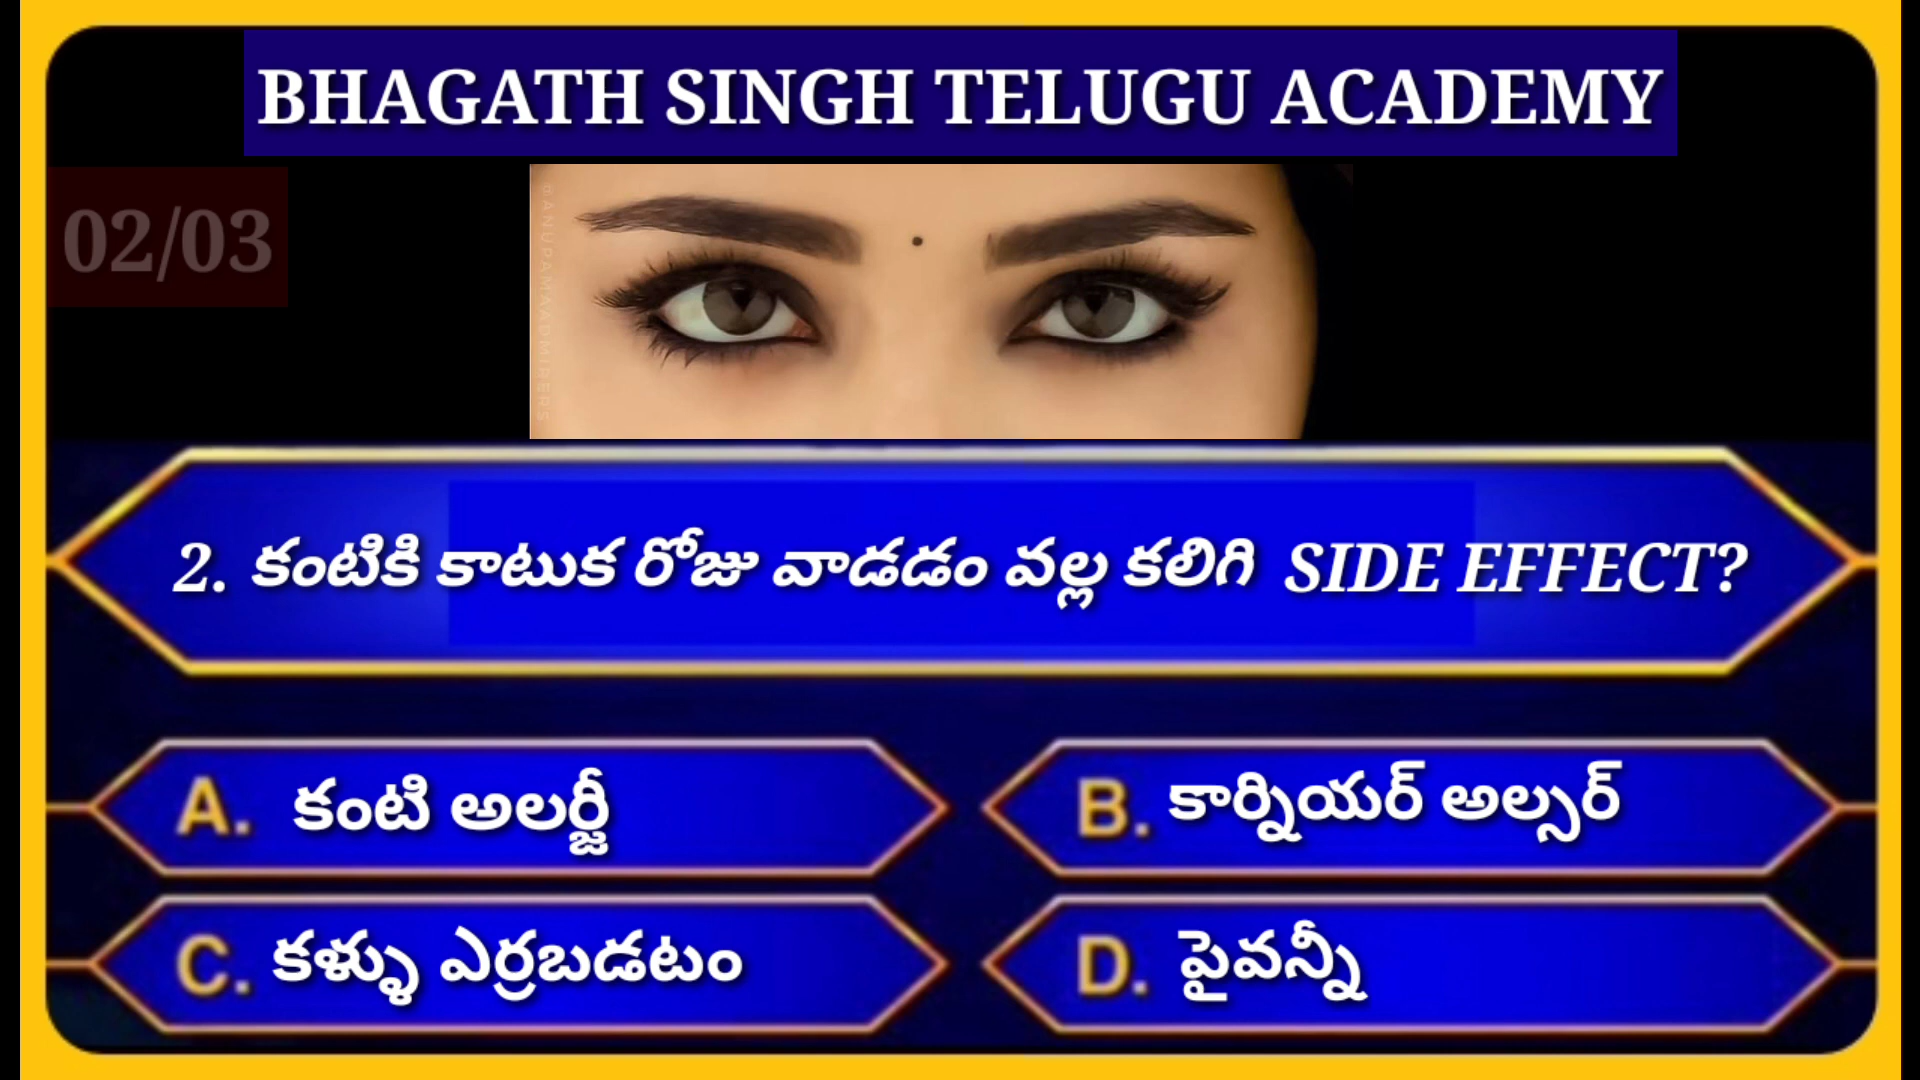 BHAGATH SINGH TELUGU ACADEMY
02/03
dANUPAMAADMIRERS
2. కంటికి కాటుక రోజు వాడడం వల్ల కలిగి SIDE EFFECT?
A. కంటి అలర్జీ
B. కార్నియర్ అల్సర్
C. కళ్ళు ఎర్రబడటం
D. పైవన్నీ